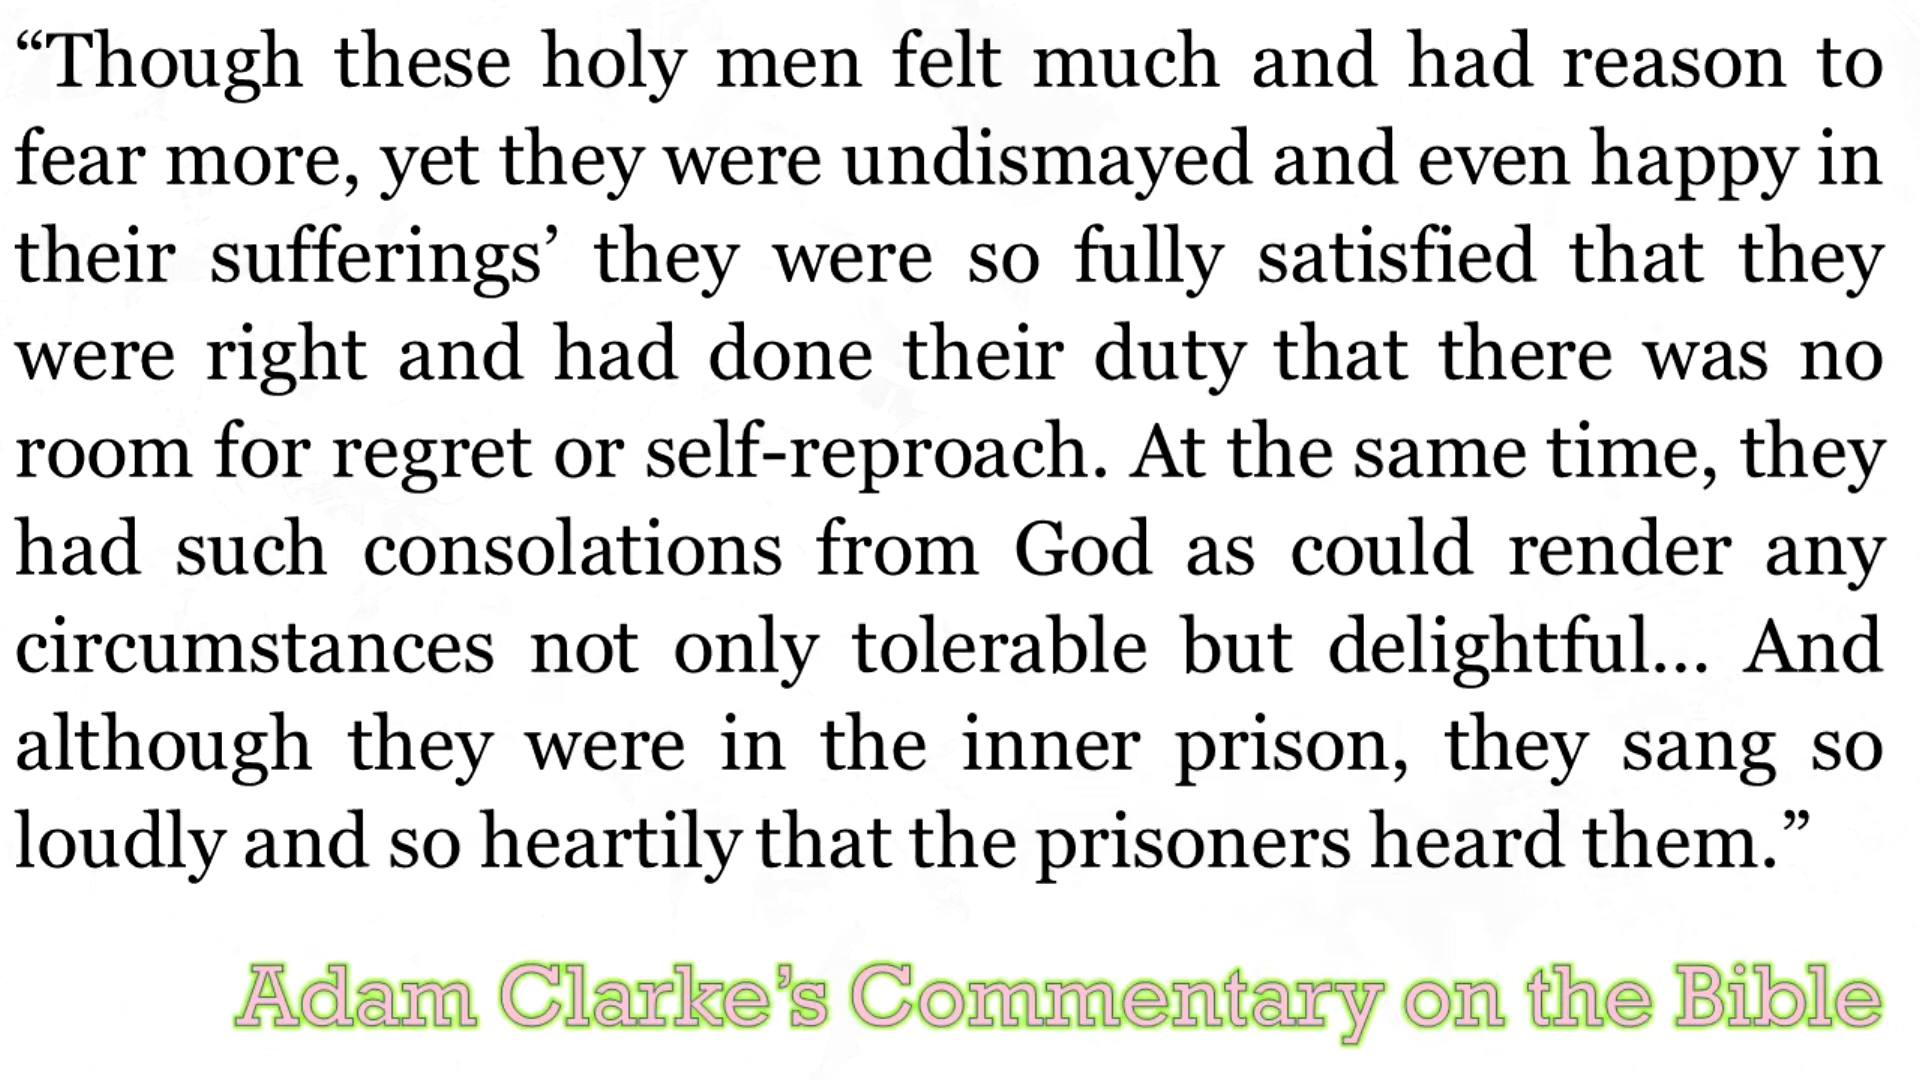 “Though these holy men felt much and had reason to
fear more, yet they were undismayed and even happy in
their sufferings’ they were so fully satisfied that they
were right and had done their duty that there was no
room for regret or self-reproach. At the same time, they
had such consolations from God as could render any
circumstances not only tolerable but delightful... And
although they were in the inner prison, they sang so
loudly and so heartily that the prisoners heard them.”
Adam Clarke’s Commentary on the Bible